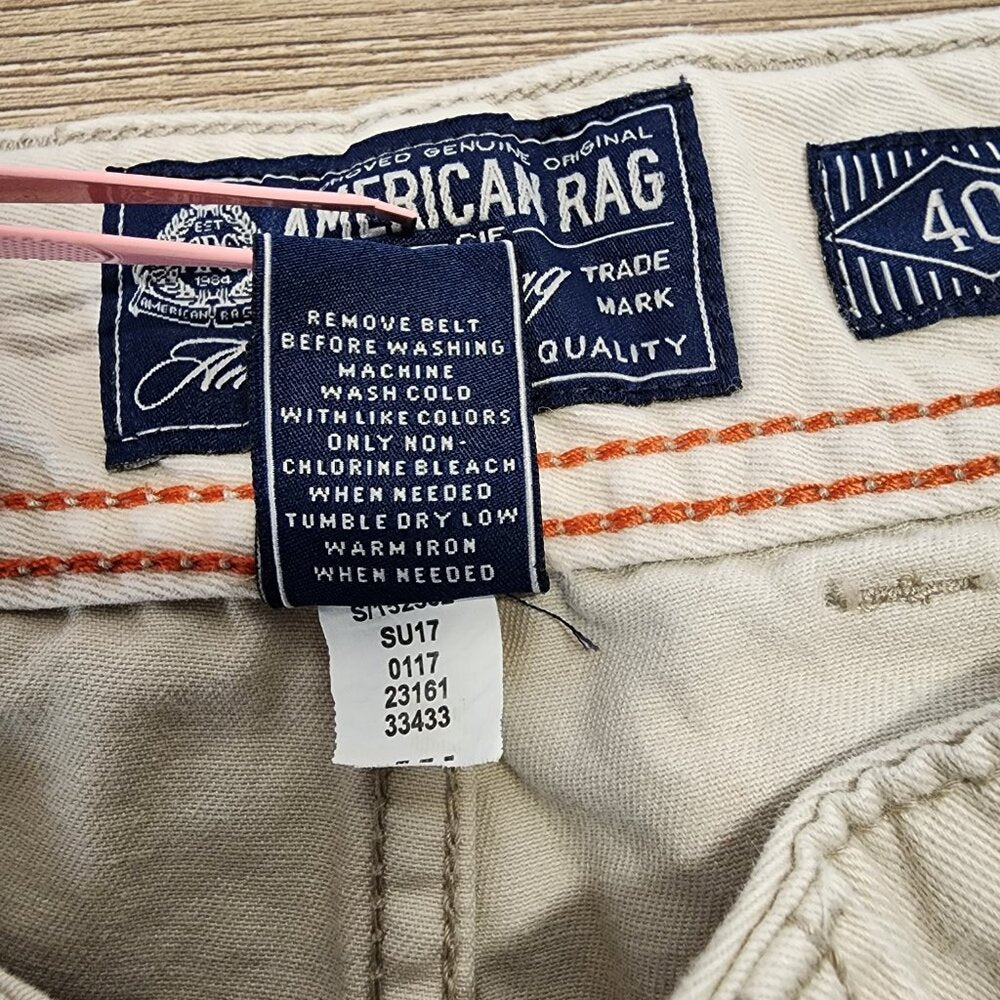 GENUINE ORIGINAL
AMERICAN RAG
CIE
EST
1984
AMERICAN RAG
TRADE
MARK
QUALITY
40
REMOVE BELT
BEFORE WASHING
MACHINE
WASH COLD
WITH LIKE COLORS
ONLY NON-
CHLORINE BLEACH
WHEN NEEDED
TUMBLE DRY LOW
WARM IRON
WHEN NEEDED
SU17
0117
23161
33433